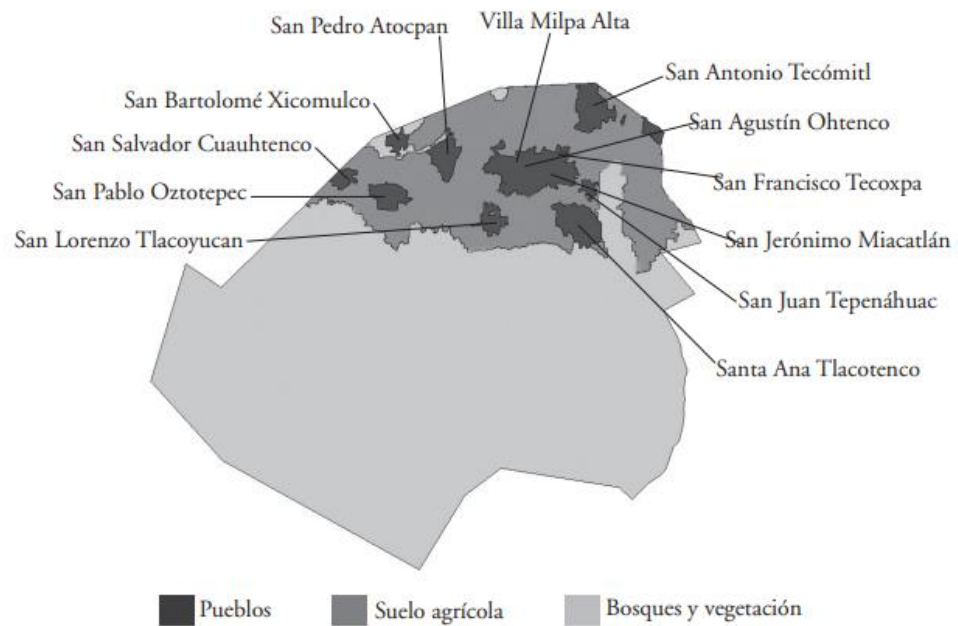 San Pedro Atocpan
Villa Milpa Alta
San Antonio Tecómitl
San Bartolomé Xicomulco
San Agustín Ohtenco
San Salvador Cuauhtenco
San Francisco Tecoxpa
San Pablo Oztotepec
San Lorenzo Tlacoyucan
San Jerónimo Miacatlán
San Juan Tepenáhuac
Santa Ana Tlacotenco
Pueblos
Suelo agrícola
Bosques y vegetación